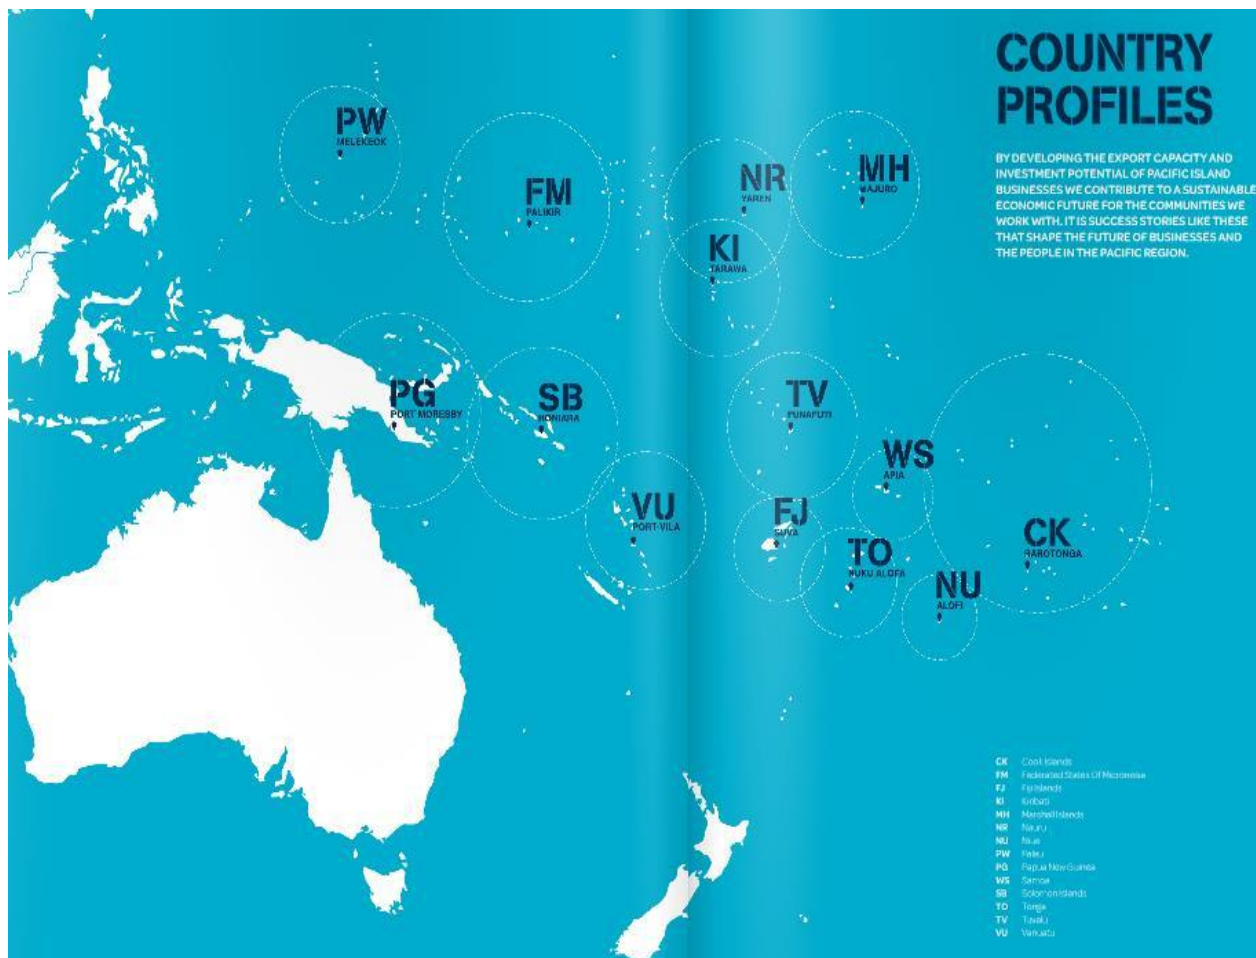 COUNTRY
PROFILES
BY DEVELOPING THE EXPORT CAPACITY AND
INVESTMENT POTENTIAL OF PACIFIC ISLAND
BUSINESSES WE CONTRIBUTE TO A SUSTAINABLE
ECONOMIC FUTURE FOR THE COMMUNITIES WE
WORK WITH. IT IS SUCCESS STORIES LIKE THESE
THAT SHAPE THE FUTURE OF BUSINESSES AND
THE PEOPLE IN THE PACIFIC REGION.
PW
MELEKEOK
FM
PALIKIR
NR
YAREN
MH
MAJURO
KI
TARAWA
PG
PORT MORESBY
SB
HONIARA
TV
FUNAFUTI
WS
APIA
VU
PORT-VILA
FJ
SUVA
TO
NUKU ALOFA
CK
RAROTONGA
NU
ALOFI
CK Cook Islands
FM Federated States Of Micronesia
FJ Fiji Islands
KI Kiribati
MH Marshall Islands
NR Nauru
NU Niue
PW Palau
PG Papua New Guinea
WS Samoa
SB Solomon Islands
TO Tonga
TV Tuvalu
VU Vanuatu